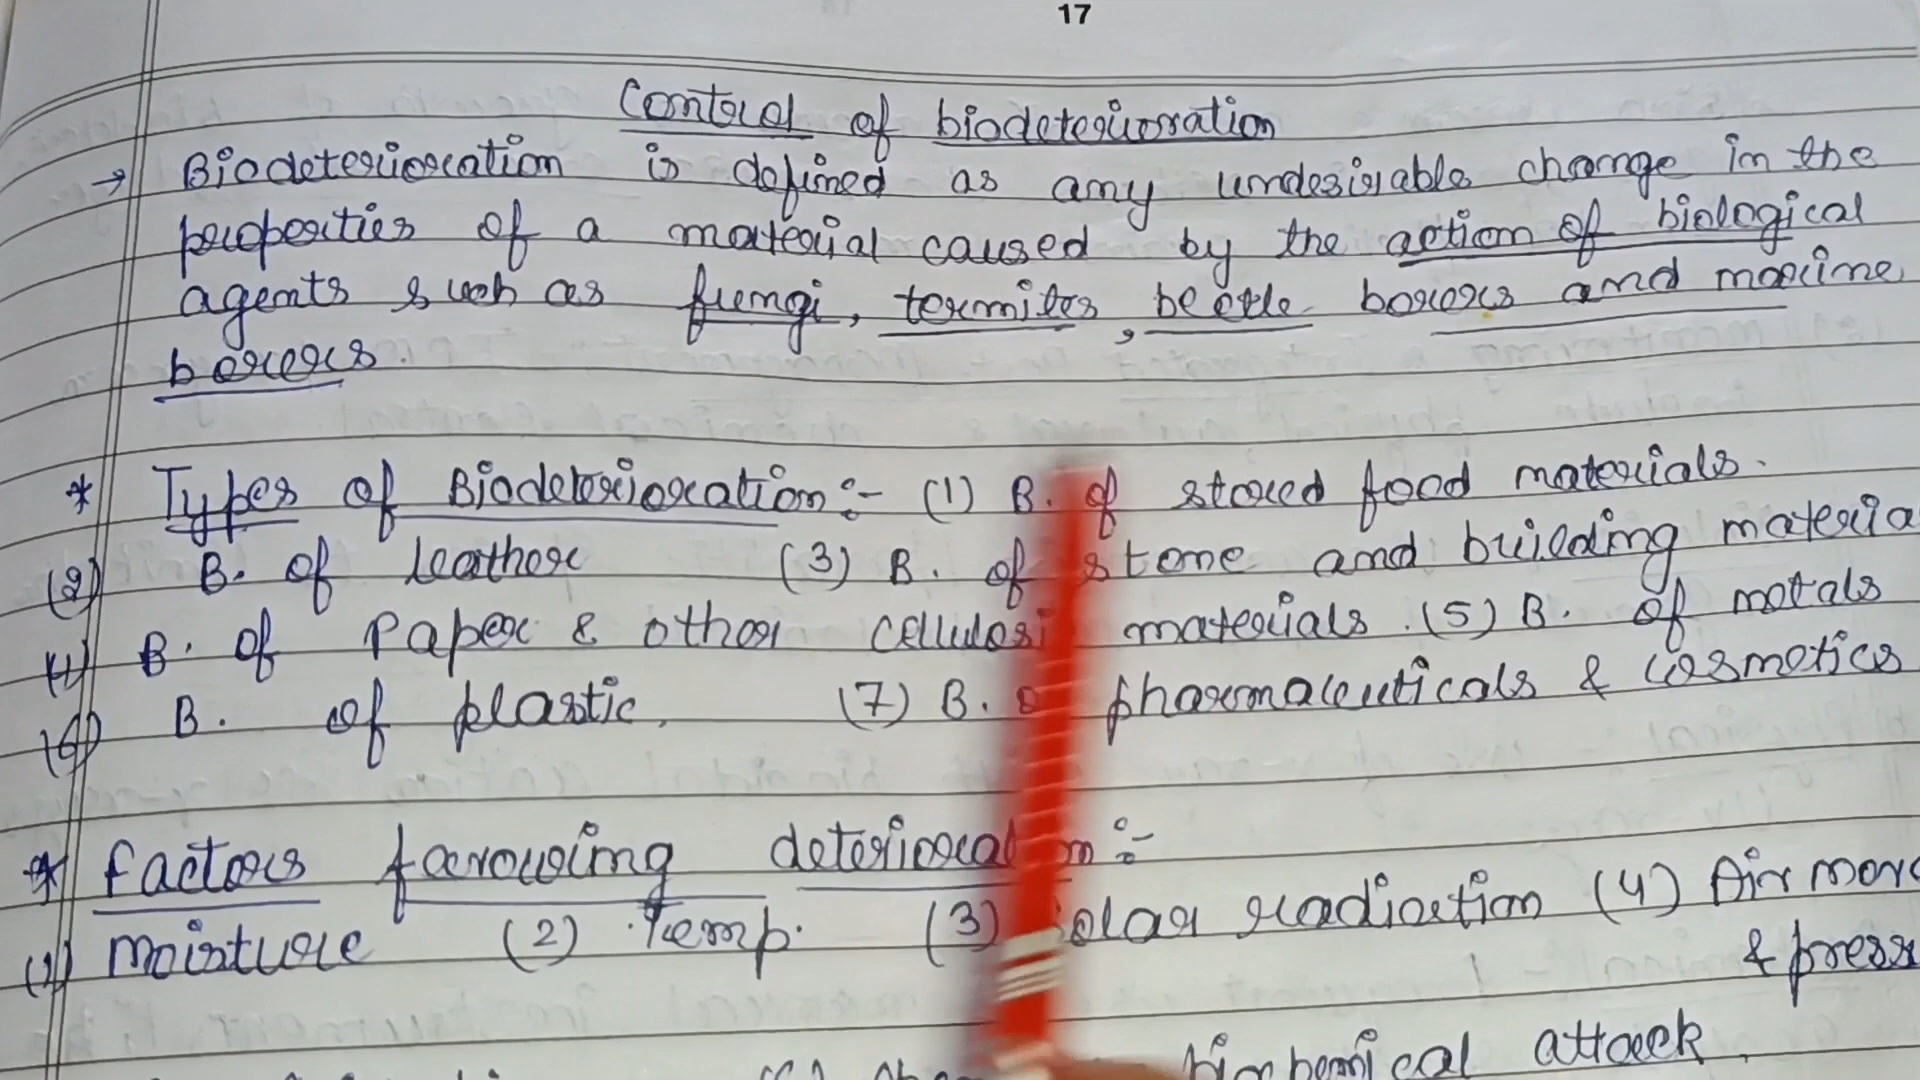 17
Control of biodeterioration
→ Biodeterioration is defined as any undesirable change in the
properties of a material caused by the action of biological
agents such as fungi, termites, beetle borers and marine
borers.
* Types of Biodeterioration :- (1) B. of stored food materials.
(2) B. of leather (3) B. of stone and building materia
(4) B. of Paper & other cellulosi materials. (5) B. of metals
(6) B. of plastic. (7) B. o pharmaceuticals & cosmetics
* factors favouring deteriorat n :-
(1) moisture (2) Temp. (3) solar radiation (4) Air mov
& press
biochemical attack.